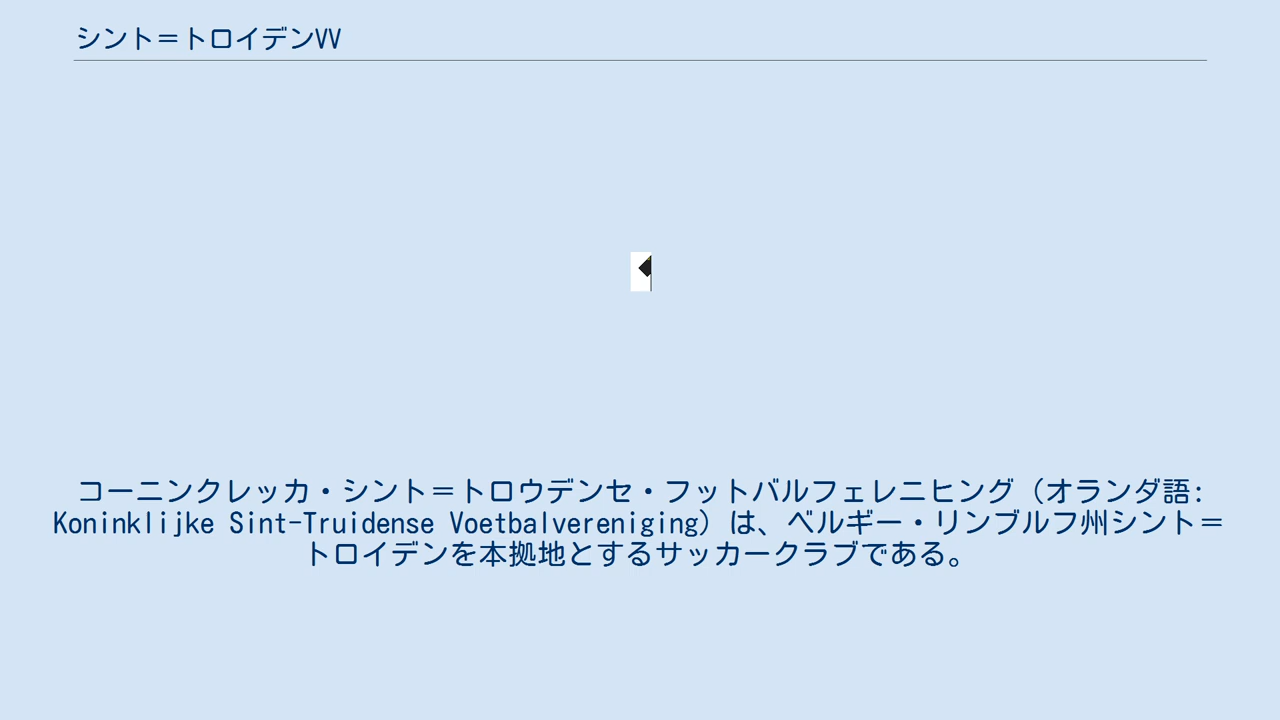 シント＝トロイデンVV
コーニンクレッカ・シント＝トロウデンセ・フットバルフェレニヒング（オランダ語:
Koninklijke Sint-Truidense Voetbalvereniging）は、ベルギー・リンブルフ州シント＝
トロイデンを本拠地とするサッカークラブである。